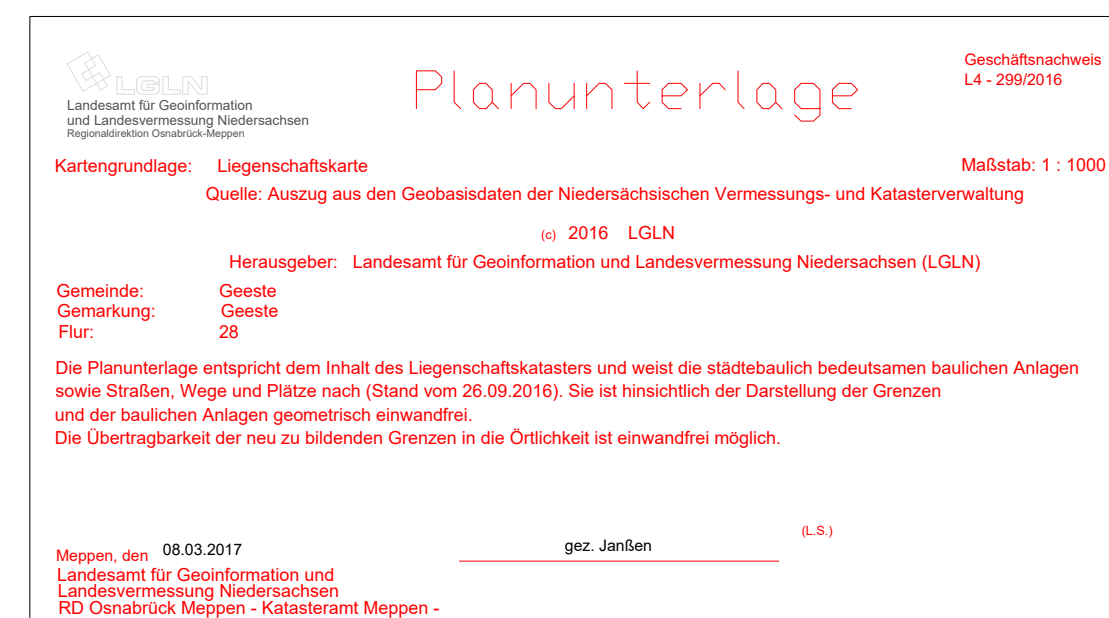 LGLN
Landesamt für Geoinformation
und Landesvermessung Niedersachsen
Regionaldirektion Osnabrück-Meppen
Planunterlage
Geschäftsnachweis
L4 - 299/2016
Kartengrundlage: Liegenschaftskarte
Maßstab: 1 : 1000
Quelle: Auszug aus den Geobasisdaten der Niedersächsischen Vermessungs- und Katasterverwaltung
(c) 2016 LGLN
Herausgeber: Landesamt für Geoinformation und Landesvermessung Niedersachsen (LGLN)
Gemeinde: Geeste
Gemarkung: Geeste
Flur: 28
Die Planunterlage entspricht dem Inhalt des Liegenschaftskatasters und weist die städtebaulich bedeutsamen baulichen Anlagen
sowie Straßen, Wege und Plätze nach (Stand vom 26.09.2016). Sie ist hinsichtlich der Darstellung der Grenzen
und der baulichen Anlagen geometrisch einwandfrei.
Die Übertragbarkeit der neu zu bildenden Grenzen in die Örtlichkeit ist einwandfrei möglich.
(L.S.)
Meppen, den 08.03.2017 gez. Janßen
Landesamt für Geoinformation und
Landesvermessung Niedersachsen
RD Osnabrück Meppen - Katasteramt Meppen -